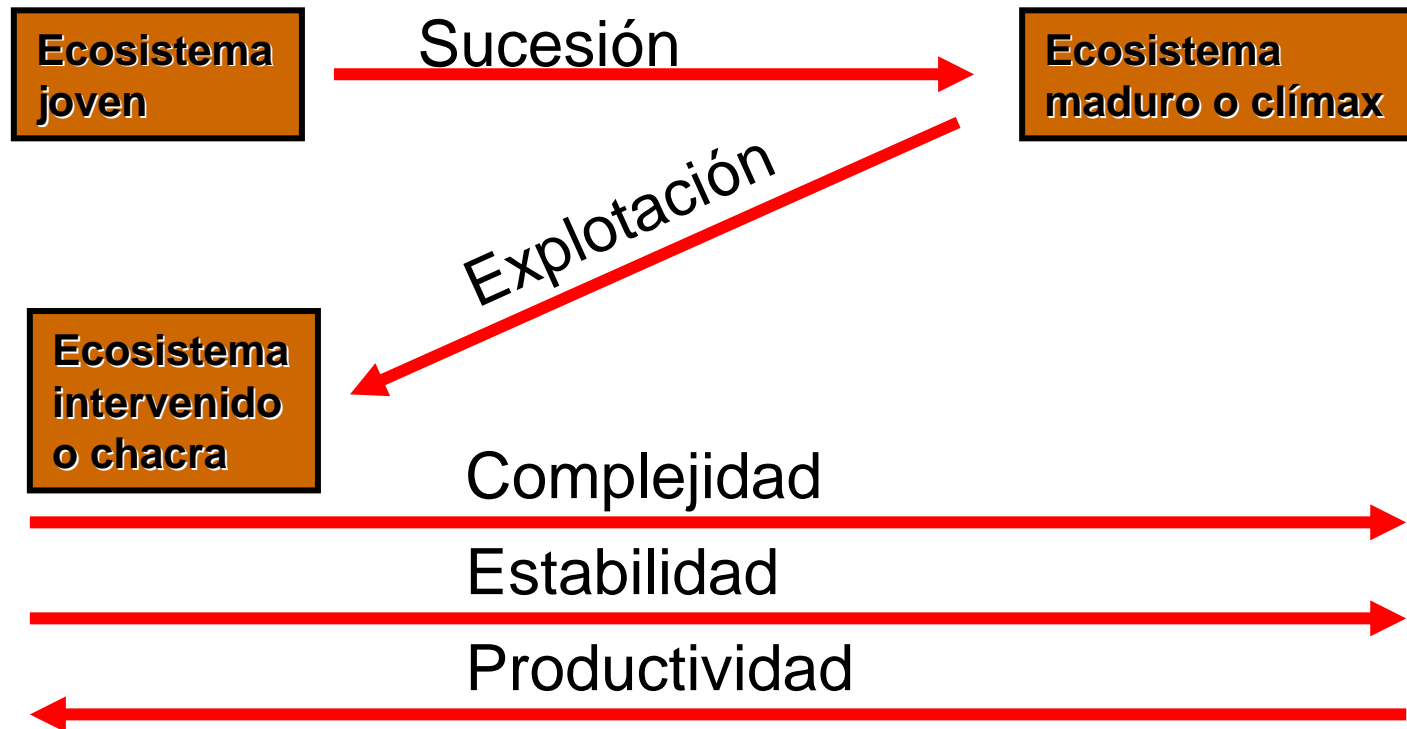 Ecosistema
joven
Sucesión
Ecosistema
maduro o clímax
Explotación
Ecosistema
intervenido
o chacra
Complejidad
Estabilidad
Productividad